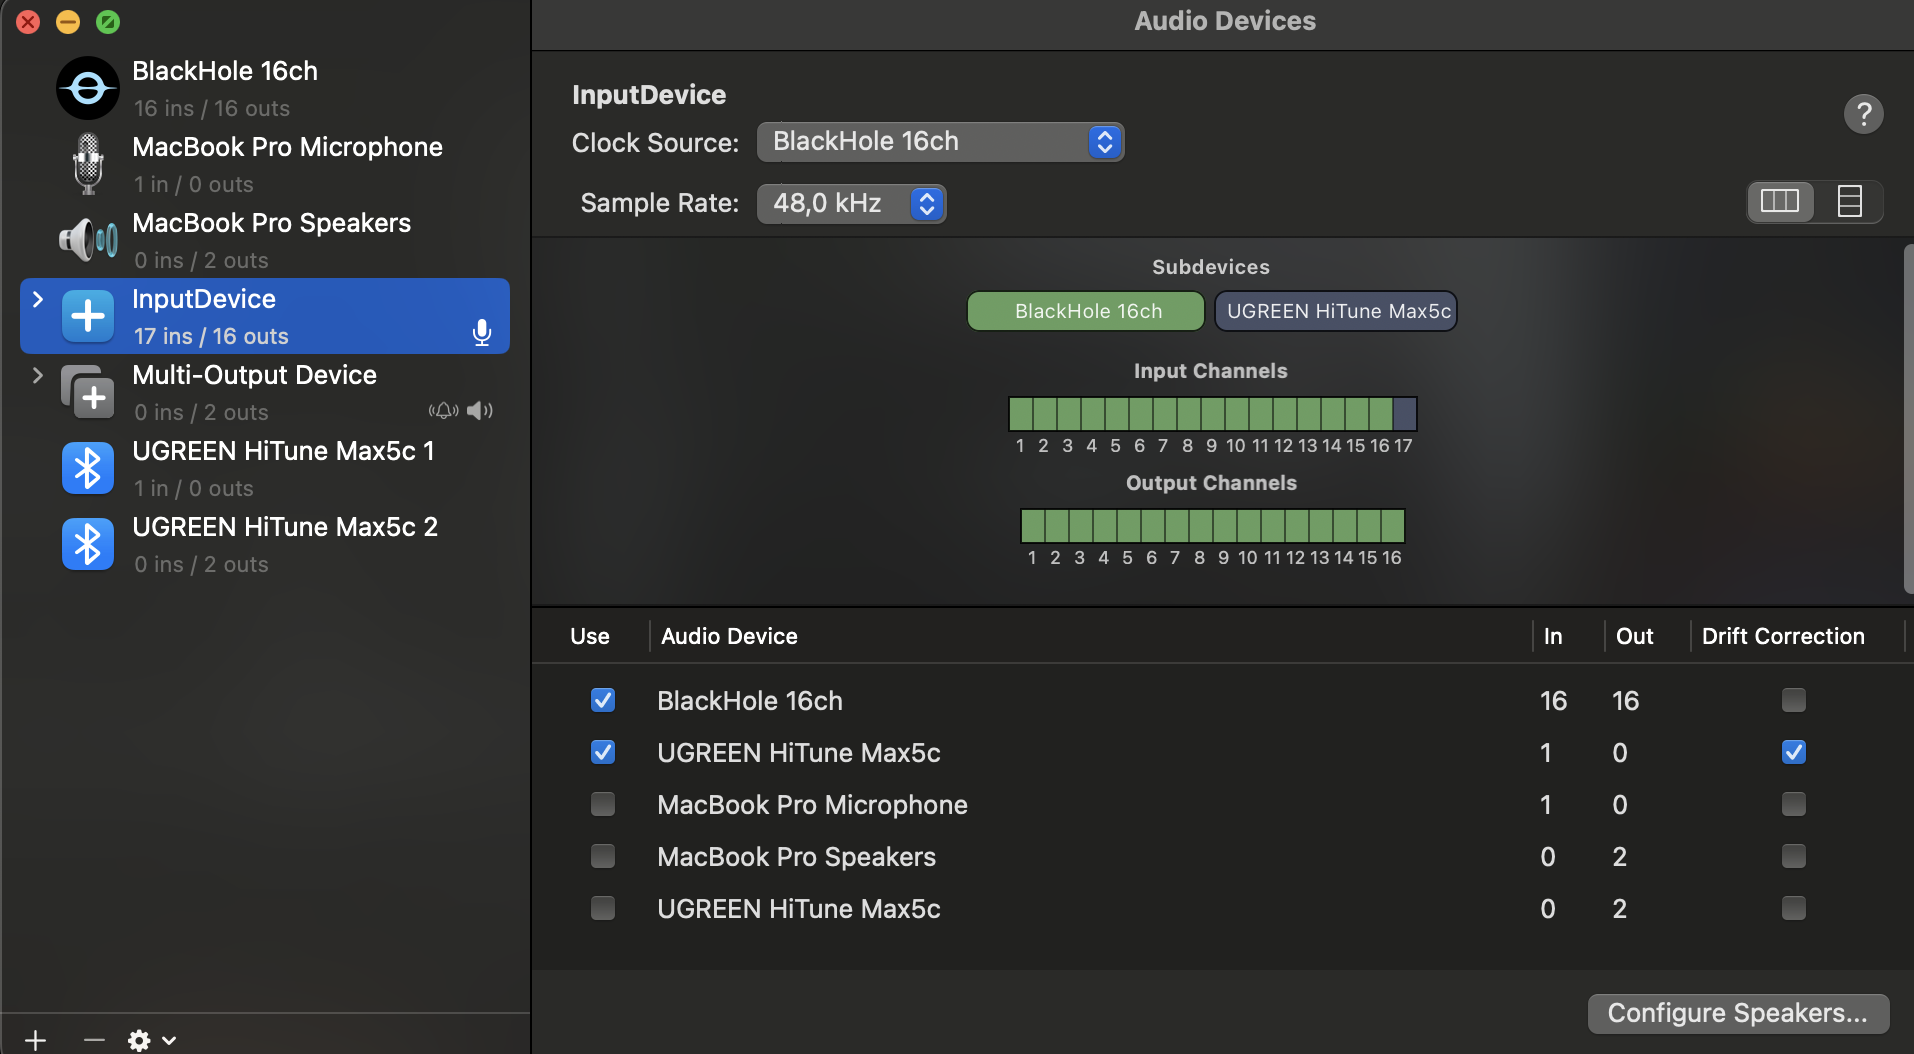 BlackHole 16ch
16 ins / 16 outs
MacBook Pro Microphone
1 in / 0 outs
MacBook Pro Speakers
0 ins / 2 outs
InputDevice
17 ins / 16 outs
Multi-Output Device
0 ins / 2 outs
UGREEN HiTune Max5c 1
1 in / 0 outs
UGREEN HiTune Max5c 2
0 ins / 2 outs
Audio Devices
InputDevice
?
Clock Source: BlackHole 16ch
Sample Rate: 48,0 kHz
Subdevices
BlackHole 16ch UGREEN HiTune Max5c
Input Channels
1 2 3 4 5 6 7 8 9 10 11 12 13 14 15 16 17
Output Channels
1 2 3 4 5 6 7 8 9 10 11 12 13 14 15 16
Use Audio Device In Out Drift Correction
BlackHole 16ch 16 16
UGREEN HiTune Max5c 1 0
MacBook Pro Microphone 1 0
MacBook Pro Speakers 0 2
UGREEN HiTune Max5c 0 2
Configure Speakers...